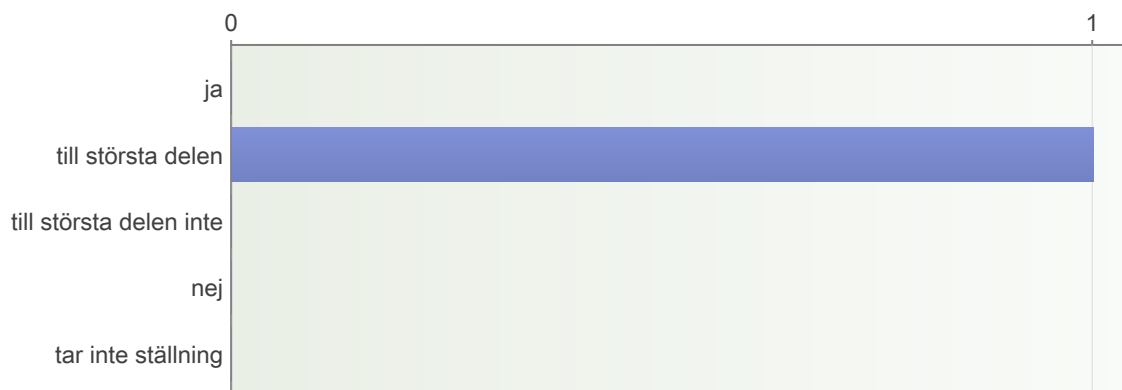 0 1
ja
till största delen
till största delen inte
nej
tar inte ställning